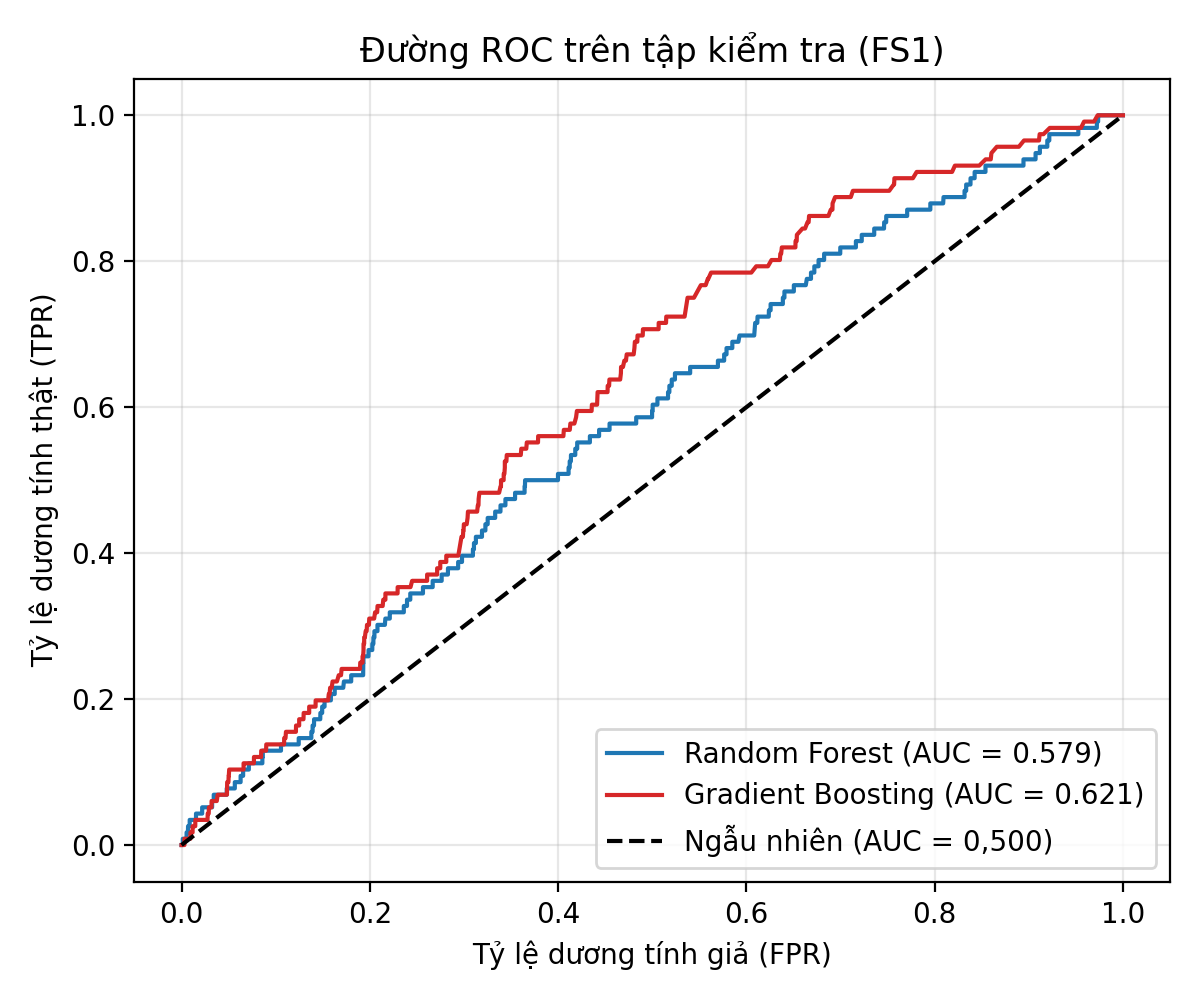 Đường ROC trên tập kiểm tra (FS1)
Tỷ lệ dương tính thật (TPR)
1.0
0.8
0.6
0.4
0.2
0.0
Random Forest (AUC = 0.579)
Gradient Boosting (AUC = 0.621)
Ngẫu nhiên (AUC = 0,500)
0.0 0.2 0.4 0.6 0.8 1.0
Tỷ lệ dương tính giả (FPR)